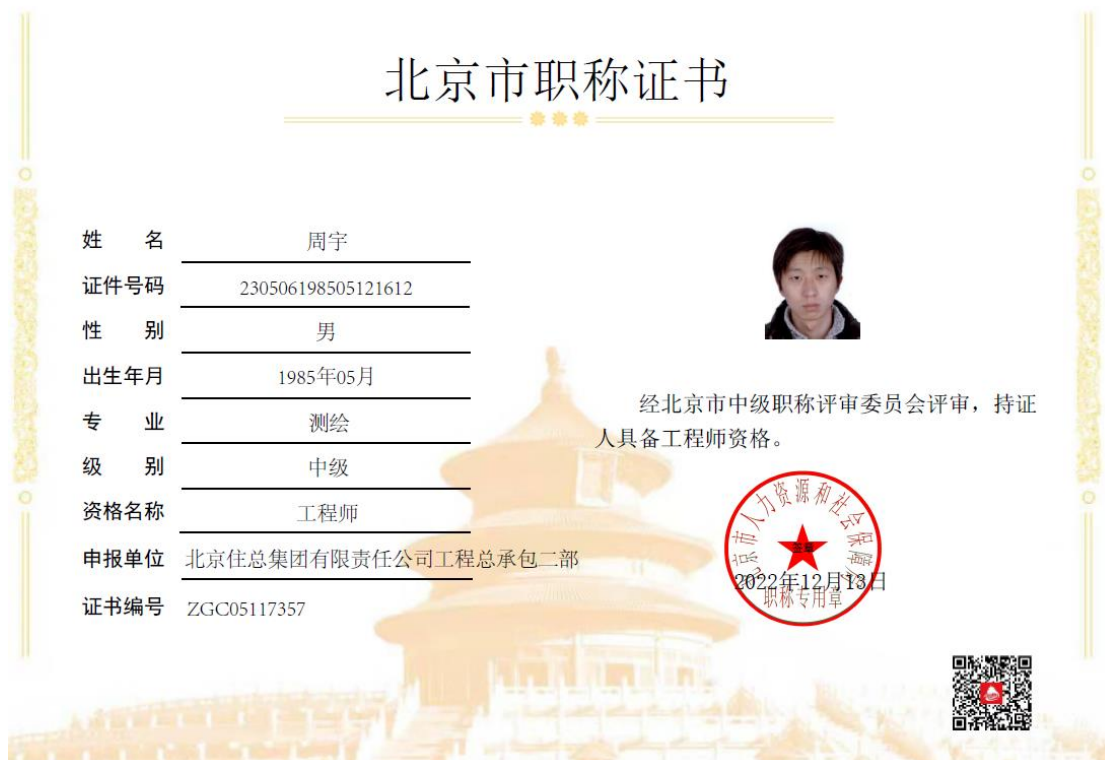 北京市职称证书
姓 名 周宇
证件号码 230506198505121612
性 别 男
出生年月 1985年05月
专 业 测绘
级 别 中级
资格名称 工程师
申报单位 北京住总集团有限责任公司工程总承包二部
证书编号 ZGC05117357
经北京市中级职称评审委员会评审，持证
人具备工程师资格。
北京市人力资源和社会保障局
2022年12月13日
职称专用章